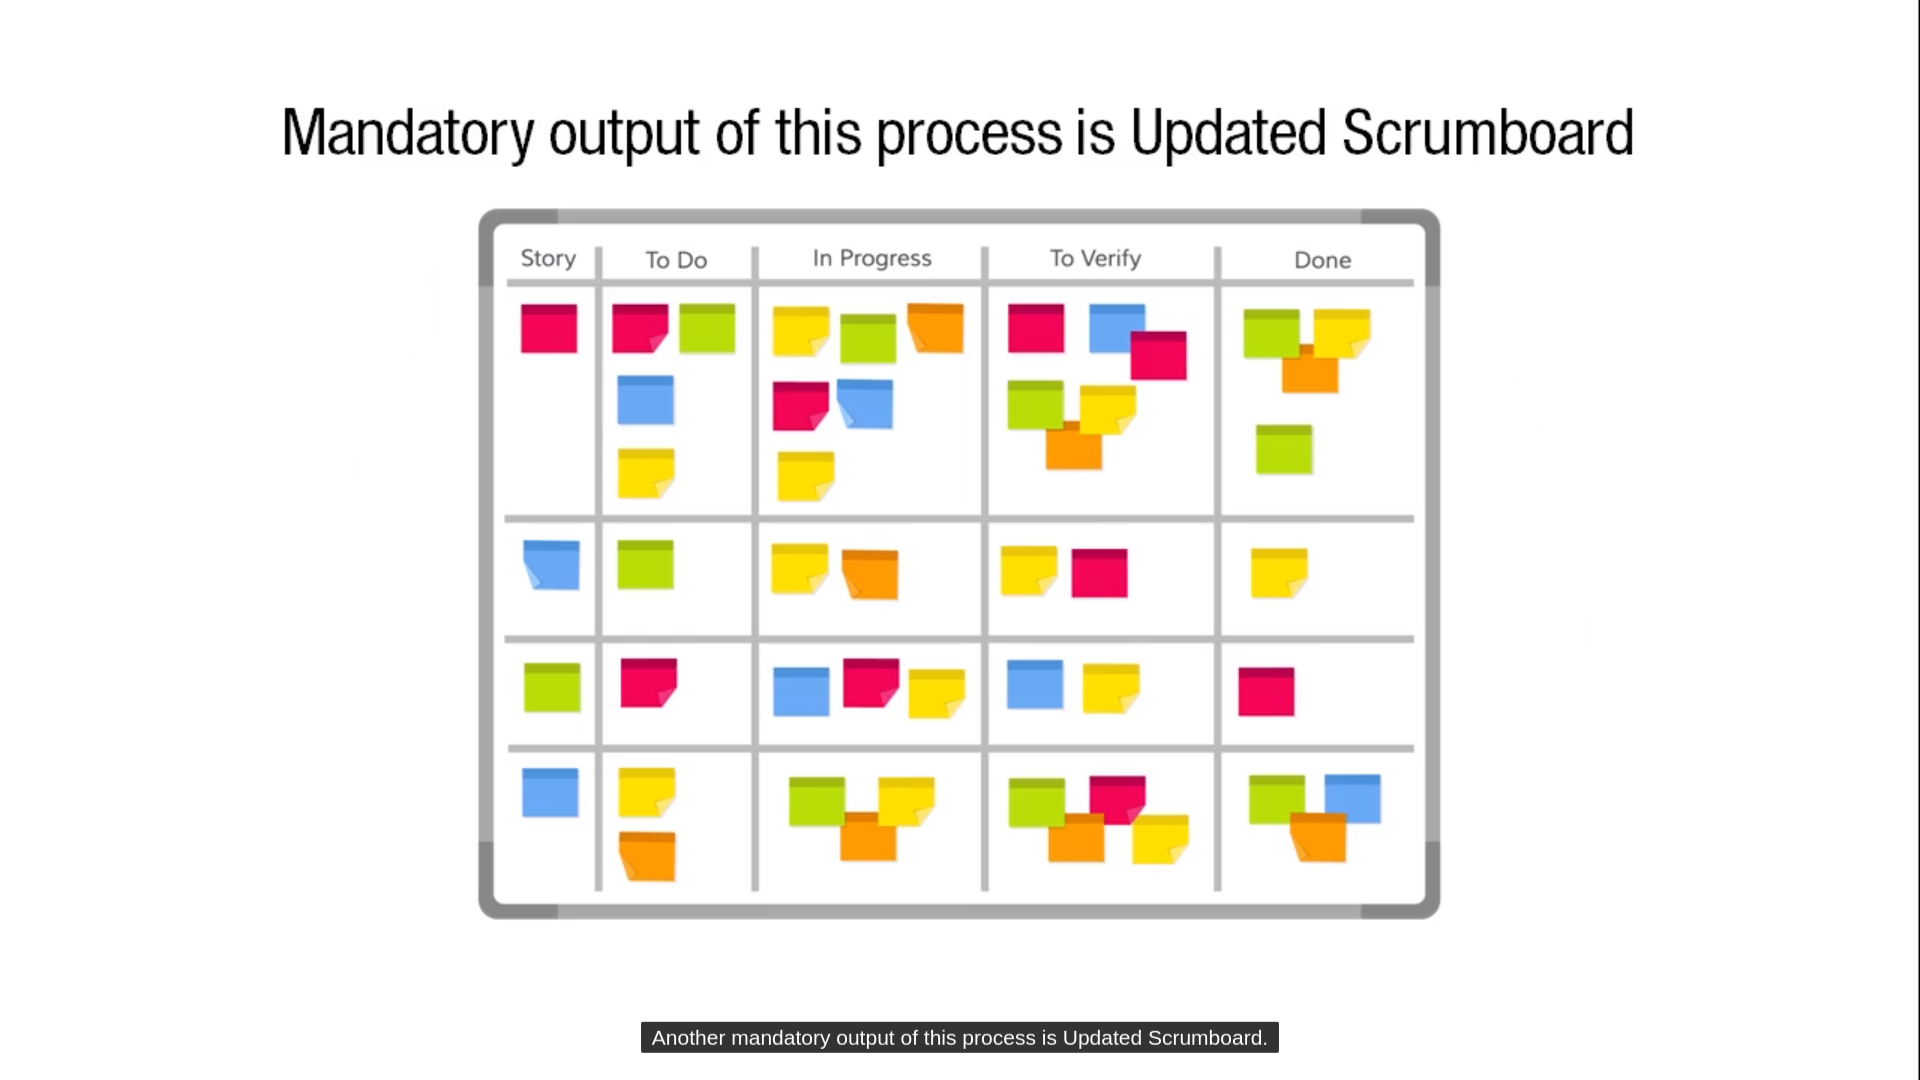 Mandatory output of this process is Updated Scrumboard
Story To Do In Progress To Verify Done
Another mandatory output of this process is Updated Scrumboard.